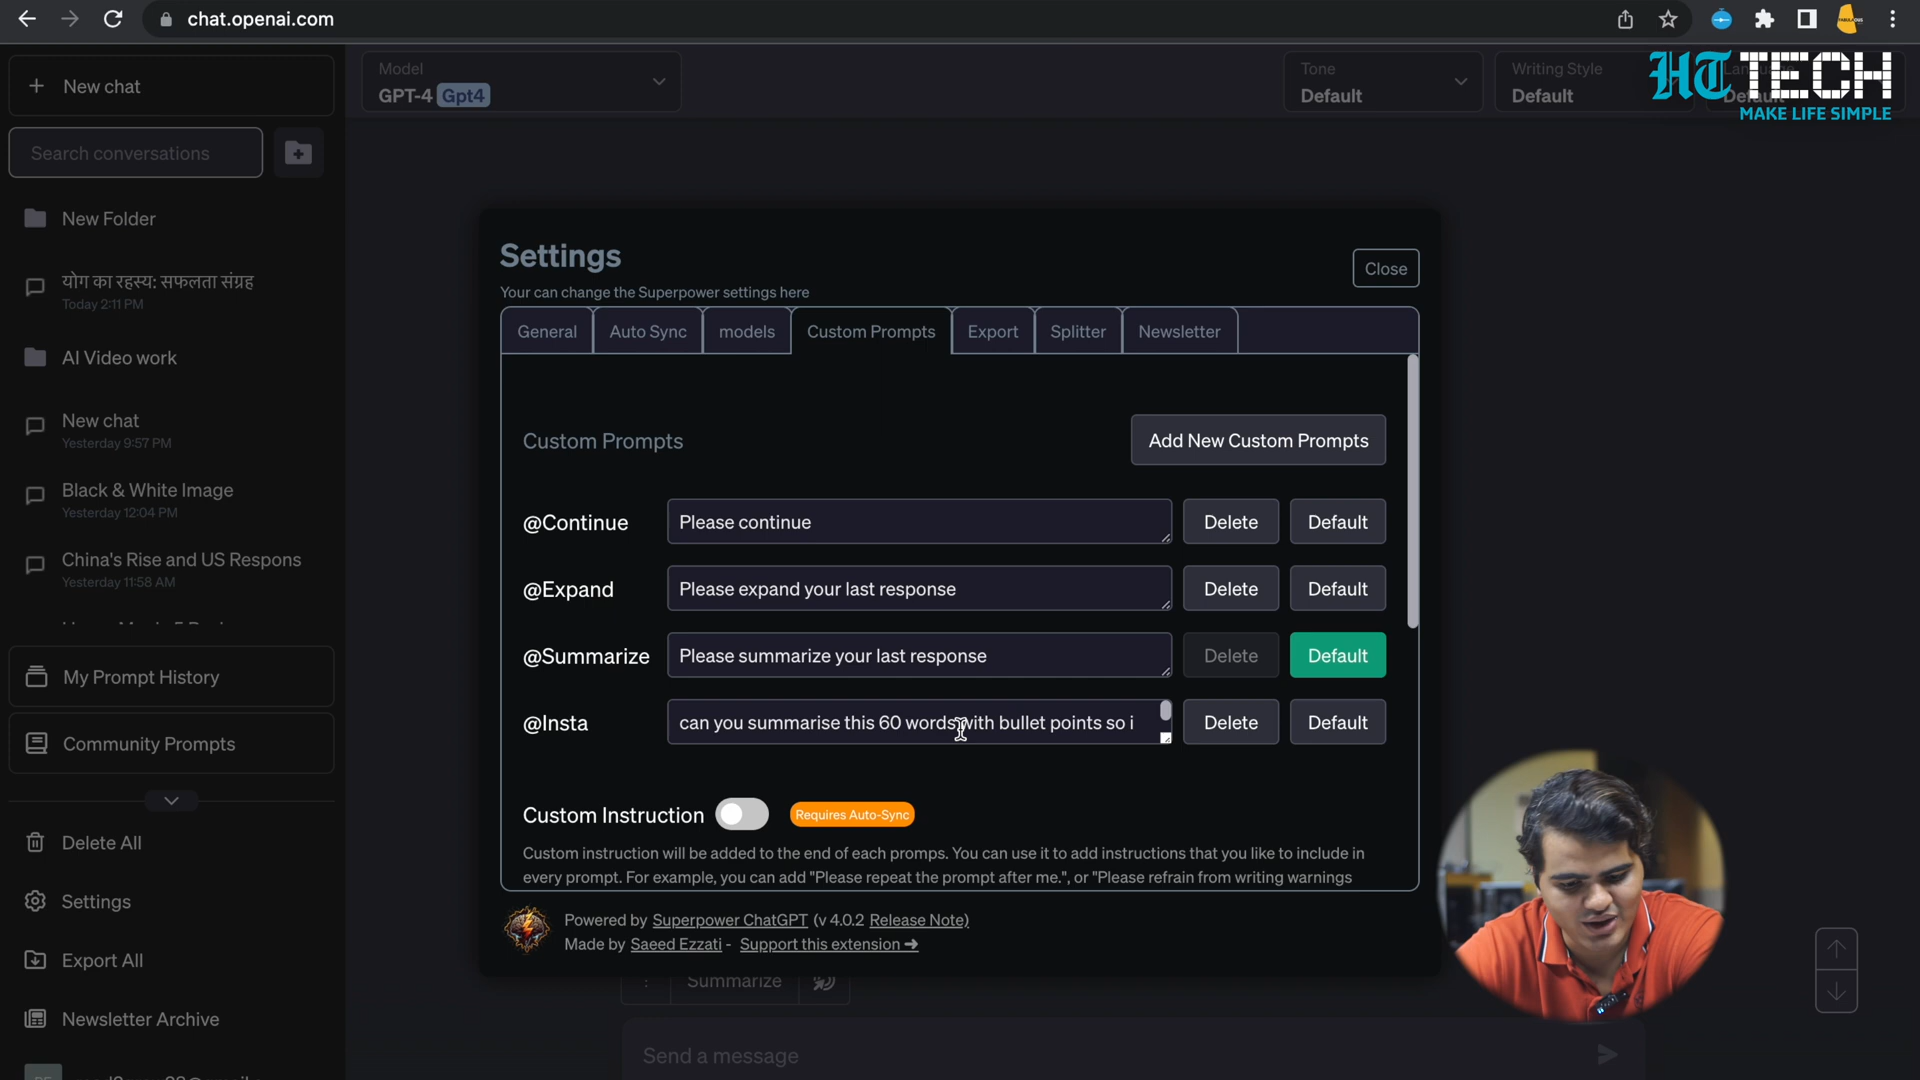 chat.openai.com
HT TECH
MAKE LIFE SIMPLE
New chat
Search conversations
New Folder
योग का रहस्य: सफलता संग्रह
Today 2:11 PM
AI Video work
New chat
Yesterday 9:57 PM
Black & White Image
Yesterday 12:04 PM
China's Rise and US Respons
Yesterday 11:58 AM
My Prompt History
Community Prompts
Delete All
Settings
Export All
Newsletter Archive
Model
GPT-4 Gpt4
Tone
Default
Writing Style
Default
Default
Settings
Your can change the Superpower settings here
Close
General
Auto Sync
models
Custom Prompts
Export
Splitter
Newsletter
Custom Prompts
Add New Custom Prompts
@Continue
Please continue
Delete
Default
@Expand
Please expand your last response
Delete
Default
@Summarize
Please summarize your last response
Delete
Default
@Insta
can you summarise this 60 words with bullet points so i
Delete
Default
Custom Instruction
Requires Auto-Sync
Custom instruction will be added to the end of each promps. You can use it to add instructions that you like to include in
every prompt. For example, you can add "Please repeat the prompt after me.", or "Please refrain from writing warnings
Powered by Superpower ChatGPT (v 4.0.2 Release Note)
Made by Saeed Ezzati - Support this extension ➜
Summarize
Send a message